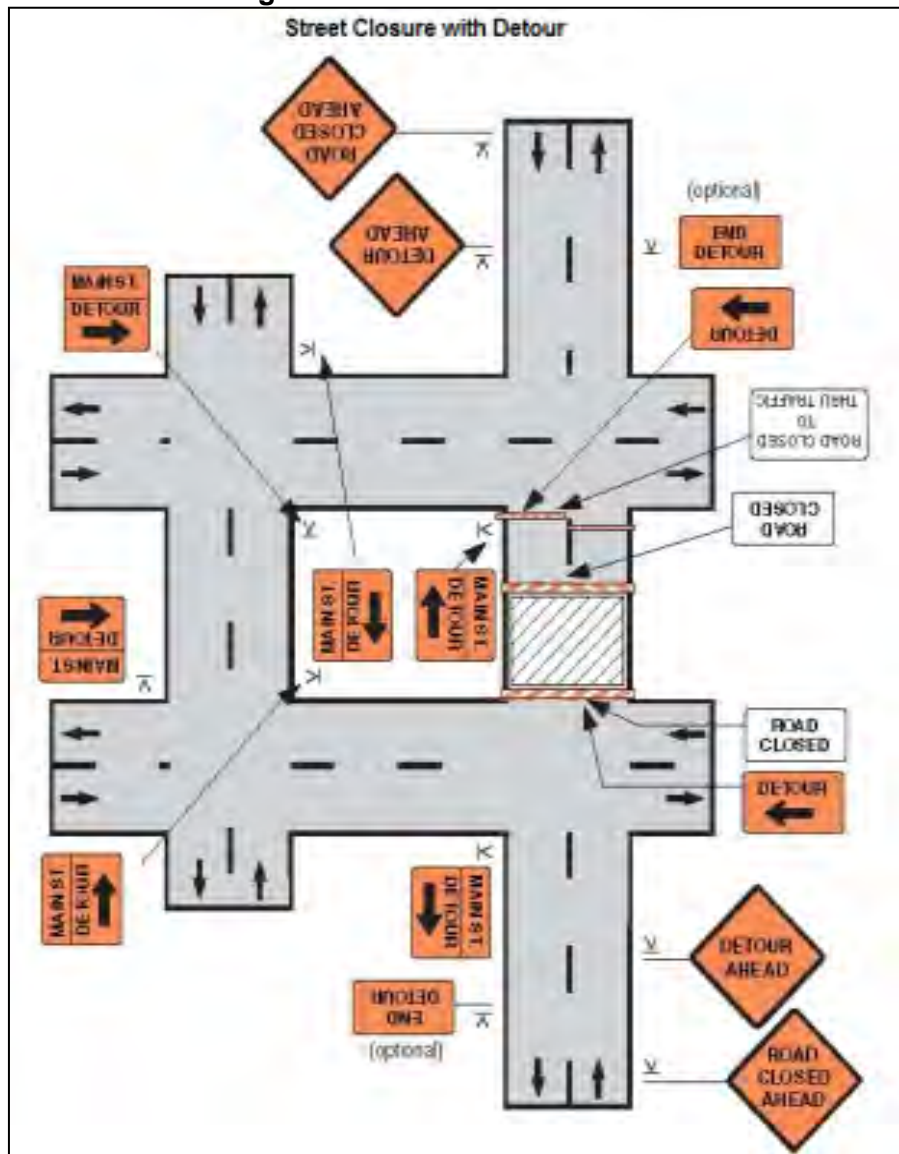 Street Closure with Detour
ROAD
CLOSED
AHEAD
DETOUR
AHEAD
(optional)
END
DETOUR
MAIN ST.
DETOUR
DETOUR
ROAD CLOSED
TO
THRU TRAFFIC
ROAD
CLOSED
MAIN ST.
DETOUR
MAIN ST.
DETOUR
MAIN ST.
DETOUR
ROAD
CLOSED
DETOUR
MAIN ST.
DETOUR
MAIN ST.
DETOUR
DETOUR
AHEAD
END
DETOUR
(optional)
ROAD
CLOSED
AHEAD